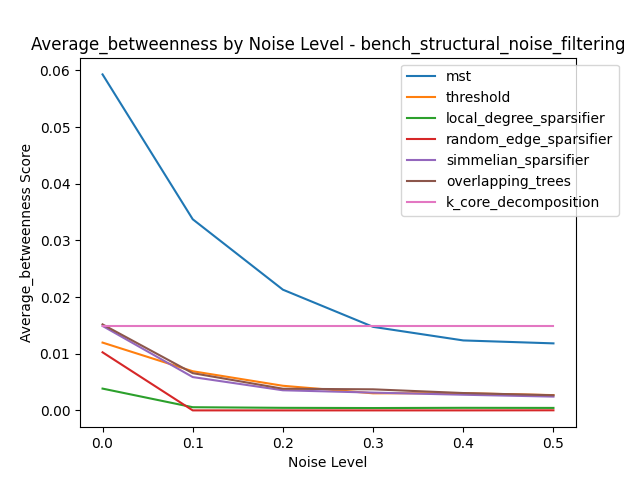 Average_betweenness by Noise Level - bench_structural_noise_filtering
Average_betweenness Score
0.06
0.05
0.04
0.03
0.02
0.01
0.00
mst
threshold
local_degree_sparsifier
random_edge_sparsifier
simmelian_sparsifier
overlapping_trees
k_core_decomposition
0.0 0.1 0.2 0.3 0.4 0.5
Noise Level